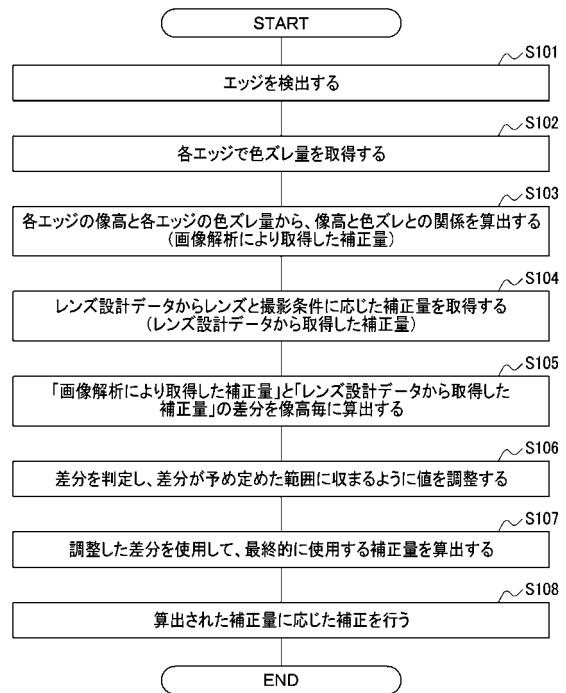 START
S101
エッジを検出する
S102
各エッジで色ズレ量を取得する
S103
各エッジの像高と各エッジの色ズレ量から、像高と色ズレとの関係を算出する
(画像解析により取得した補正量)
S104
レンズ設計データからレンズと撮影条件に応じた補正量を取得する
(レンズ設計データから取得した補正量)
S105
「画像解析により取得した補正量」と「レンズ設計データから取得した
補正量」の差分を像高毎に算出する
S106
差分を判定し、差分が予め定めた範囲に収まるように値を調整する
S107
調整した差分を使用して、最終的に使用する補正量を算出する
S108
算出された補正量に応じた補正を行う
END